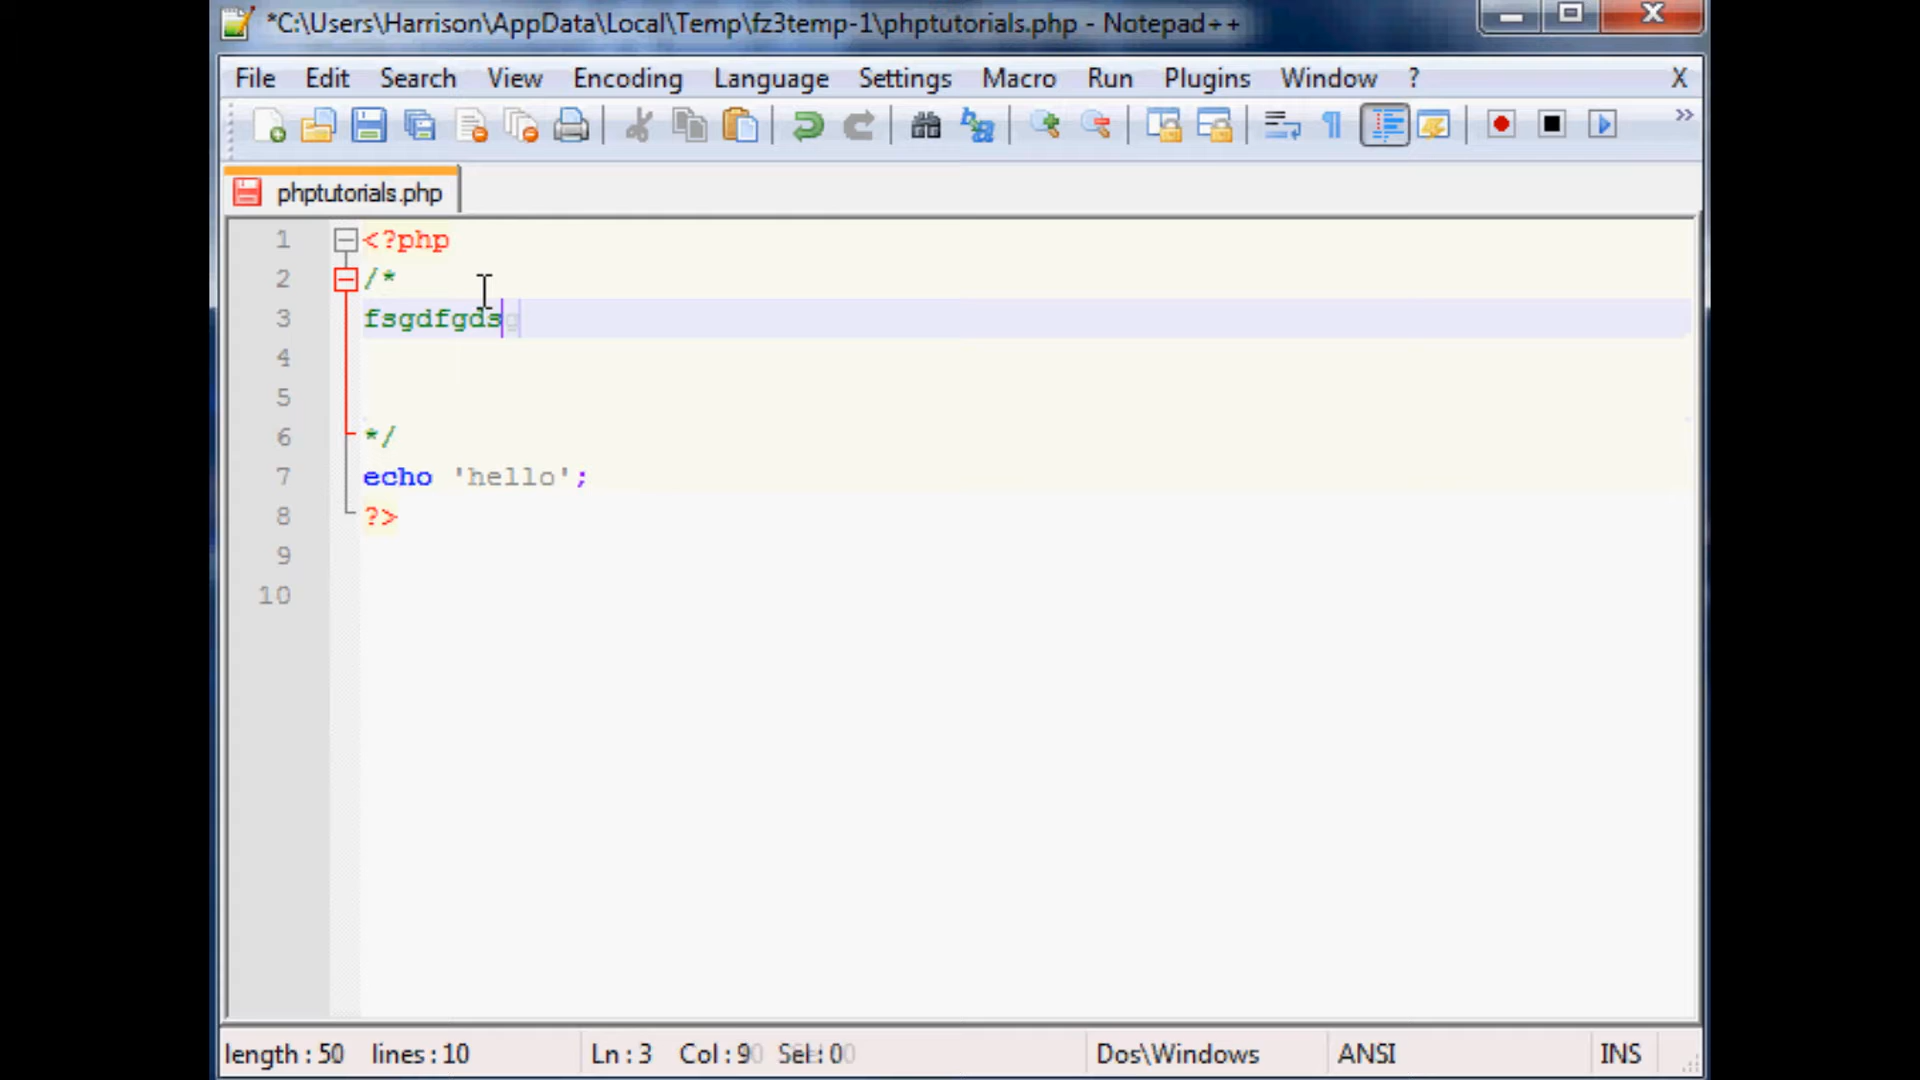 *C:\Users\Harrison\AppData\Local\Temp\fz3temp-1\phptutorials.php - Notepad++
File Edit Search View Encoding Language Settings Macro Run Plugins Window ? X
phptutorials.php
1 <?php
2 /*
3 fsgdfgdsg
4
5
6 */
7 echo 'hello';
8 ?>
9
10
length : 50 lines : 10 Ln : 3 Col : 9 Sel : 0 Dos\Windows ANSI INS